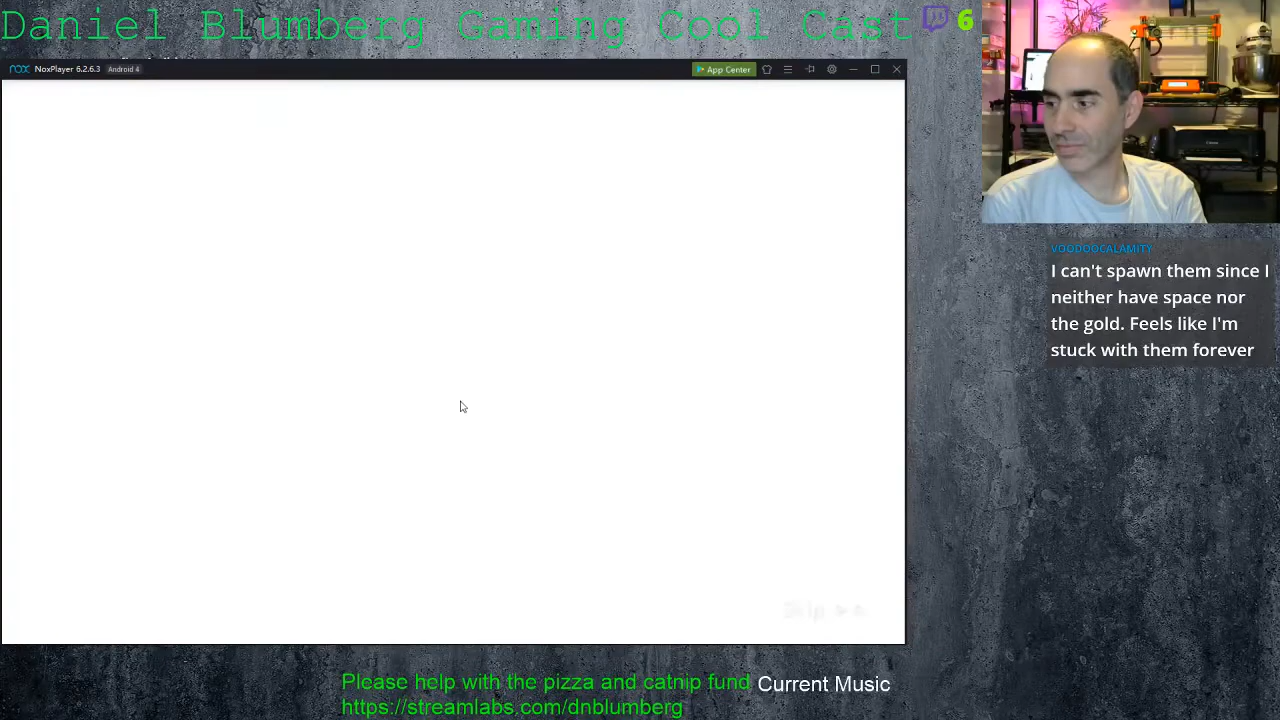 Daniel Blumberg Gaming Cool Cast 6
nox NoxPlayer 6.2.6.3 Android 4 App Center
VOODOOCALAMITY
I can't spawn them since I
neither have space nor
the gold. Feels like I'm
stuck with them forever
Skip >
Please help with the pizza and catnip fund Current Music
https://streamlabs.com/dnblumberg